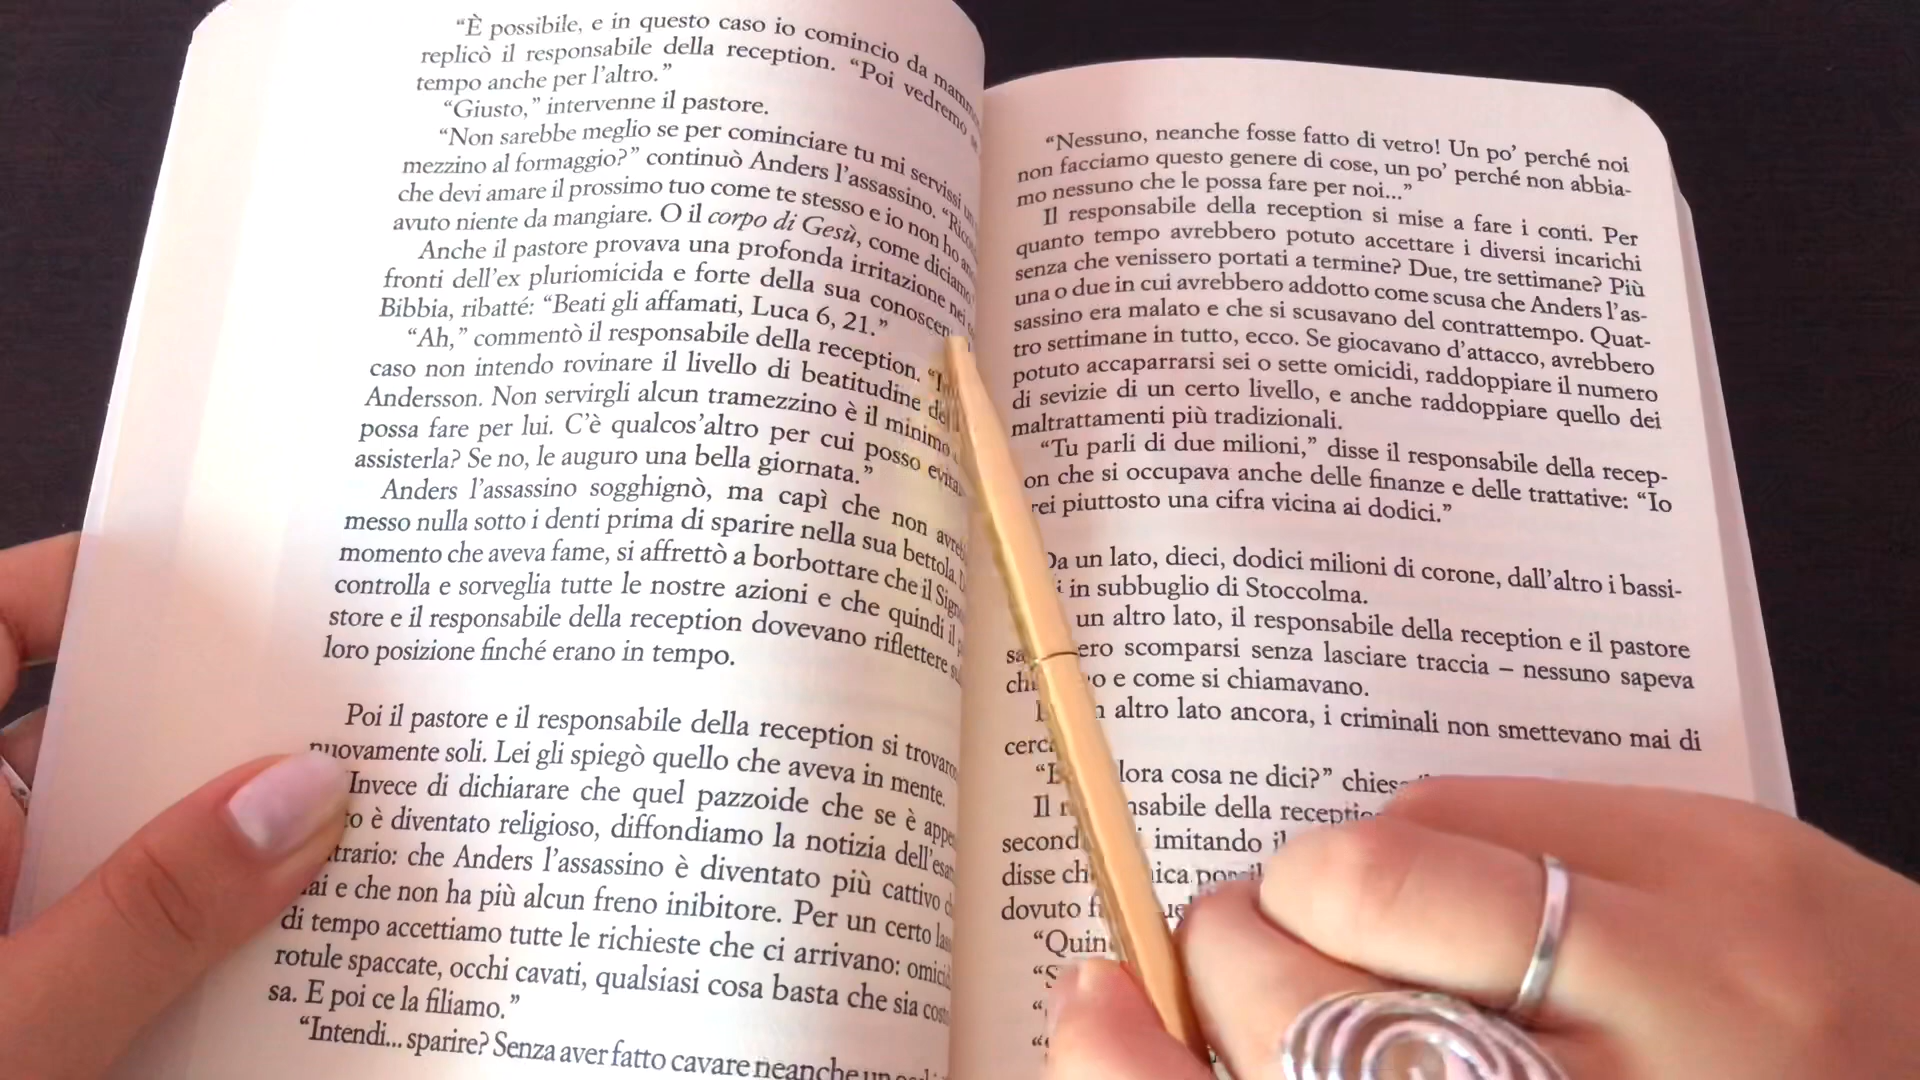 “È possibile, e in questo caso io comincio da
replicò il responsabile della reception. “Poi vedremo
tempo anche per l’altro.”
“Giusto,” intervenne il pastore.
“Non sarebbe meglio se per cominciare tu mi servissi
mezzino al formaggio?” continuò Anders l’assassino.
che devi amare il prossimo tuo come te stesso e io non ho
avuto niente da mangiare. O il corpo di Gesù, come diciamo
Anche il pastore provava una profonda irritazione nei
fronti dell’ex pluriomicida e forte della sua
Bibbia, ribatté: “Beati gli affamati, Luca 6, 21.”
“Ah,” commentò il responsabile della reception.
caso non intendo rovinare il livello di beatitudine
Andersson. Non servirgli alcun tramezzino è il minimo
possa fare per lui. C’è qualcos’altro per cui posso
assisterla? Se no, le auguro una bella giornata.”
Anders l’assassino sogghignò, ma capì che non
messo nulla sotto i denti prima di sparire nella sua bettola.
momento che aveva fame, si affrettò a borbottare che il
controlla e sorveglia tutte le nostre azioni e che quindi il
store e il responsabile della reception dovevano riflettere
loro posizione finché erano in tempo.
Poi il pastore e il responsabile della reception si
nuovamente soli. Lei gli spiegò quello che aveva in mente.
“Invece di dichiarare che quel pazzoide che se è
è diventato religioso, diffondiamo la notizia
che Anders l’assassino è diventato più cattivo
e che non ha più alcun freno inibitore. Per un certo
di tempo accettiamo tutte le richieste che ci arrivano:
rotule spaccate, occhi cavati, qualsiasi cosa basta che sia
sa. E poi ce la filiamo.”
“Intendi... sparire? Senza aver fatto cavare neanche
“Nessuno, neanche fosse fatto di vetro! Un po’ perché noi
non facciamo questo genere di cose, un po’ perché non abbia-
mo nessuno che le possa fare per noi...”
Il responsabile della reception si mise a fare i conti. Per
quanto tempo avrebbero potuto accettare i diversi incarichi
senza che venissero portati a termine? Due, tre settimane? Più
una o due in cui avrebbero addotto come scusa che Anders l’as-
sassino era malato e che si scusavano del contrattempo. Quat-
tro settimane in tutto, ecco. Se giocavano d’attacco, avrebbero
potuto accaparrarsi sei o sette omicidi, raddoppiare il numero
di sevizie di un certo livello, e anche raddoppiare quello dei
maltrattamenti più tradizionali.
“Tu parli di due milioni,” disse il responsabile della recep-
on che si occupava anche delle finanze e delle trattative: “Io
rei piuttosto una cifra vicina ai dodici.”
Da un lato, dieci, dodici milioni di corone, dall’altro i bassi-
in subbuglio di Stoccolma.
un altro lato, il responsabile della reception e il pastore
scomparsi senza lasciare traccia – nessuno sapeva
e come si chiamavano.
altro lato ancora, i criminali non smettevano mai di
cosa ne dici?”
Il della
imitando
disse
dovuto